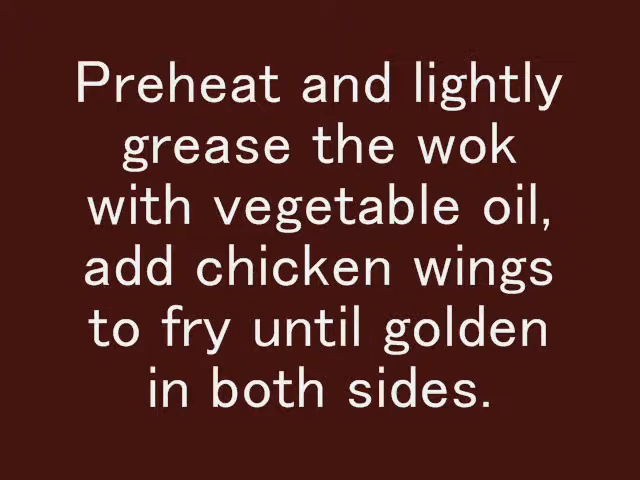 Preheat and lightly
grease the wok
with vegetable oil,
add chicken wings
to fry until golden
in both sides.